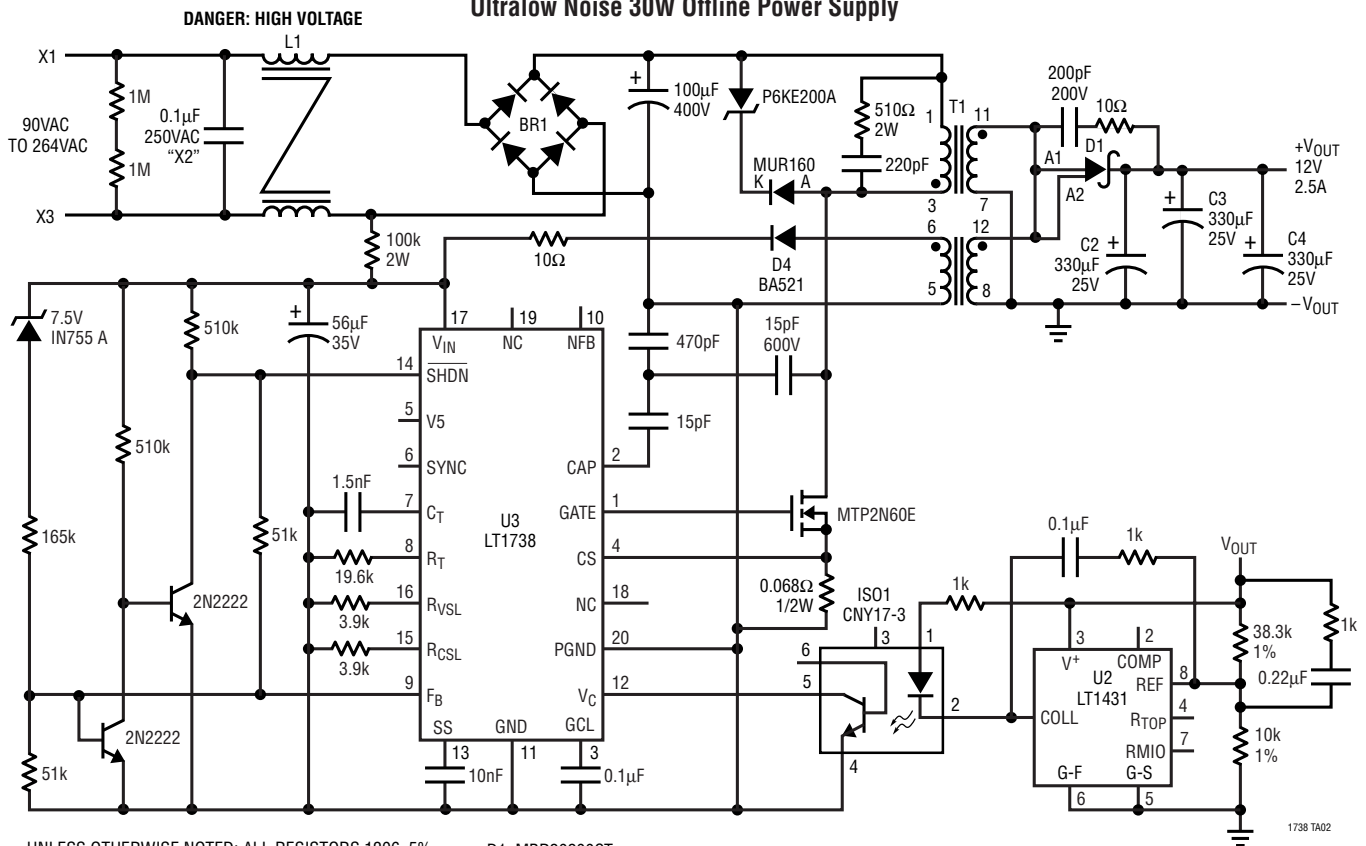 Ultralow Noise 30W Offline Power Supply
DANGER: HIGH VOLTAGE
L1
X1
1M
90VAC
TO 264VAC
0.1µF
250VAC
"X2"
1M
X3
BR1
+
100µF
400V
P6KE200A
510Ω
2W
220pF
MUR160
K
A
1
T1
11
3
7
200pF
200V
10Ω
A1
D1
A2
+VOUT
12V
2.5A
+
C3
330µF
25V
+
C2
330µF
25V
+
C4
330µF
25V
–VOUT
100k
2W
10Ω
D4
BA521
6
12
5
8
7.5V
IN755 A
510k
+
56µF
35V
510k
165k
51k
2N2222
2N2222
51k
1.5nF
19.6k
3.9k
3.9k
17
VIN
19
NC
10
NFB
14
SHDN
5
V5
6
SYNC
7
CT
8
RT
16
RVSL
15
RCSL
9
FB
U3
LT1738
CAP
2
GATE
1
CS
4
NC
18
PGND
20
VC
12
SS
GND
GCL
13
11
3
10nF
0.1µF
470pF
15pF
600V
15pF
MTP2N60E
0.068Ω
1/2W
ISO1
CNY17-3
3
1
6
5
2
4
1k
0.1µF
1k
VOUT
3
2
V+
COMP
U2
LT1431
REF
8
COLL
RTOP
4
RMIO
7
G-F
G-S
6
5
38.3k
1%
1k
0.22µF
10k
1%
1738 TA02